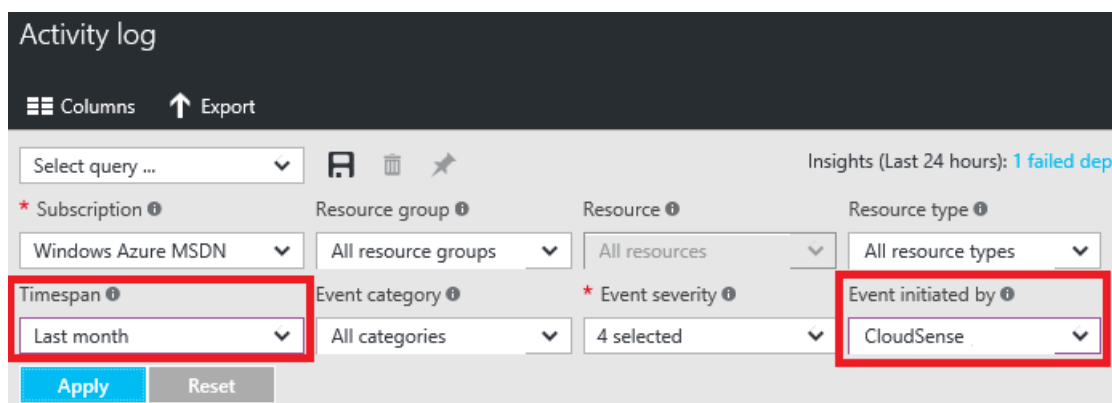 Activity log
Columns Export
Select query ... Insights (Last 24 hours): 1 failed dep
* Subscription Resource group Resource Resource type
Windows Azure MSDN All resource groups All resources All resource types
Timespan Event category * Event severity Event initiated by
Last month All categories 4 selected CloudSense
Apply Reset